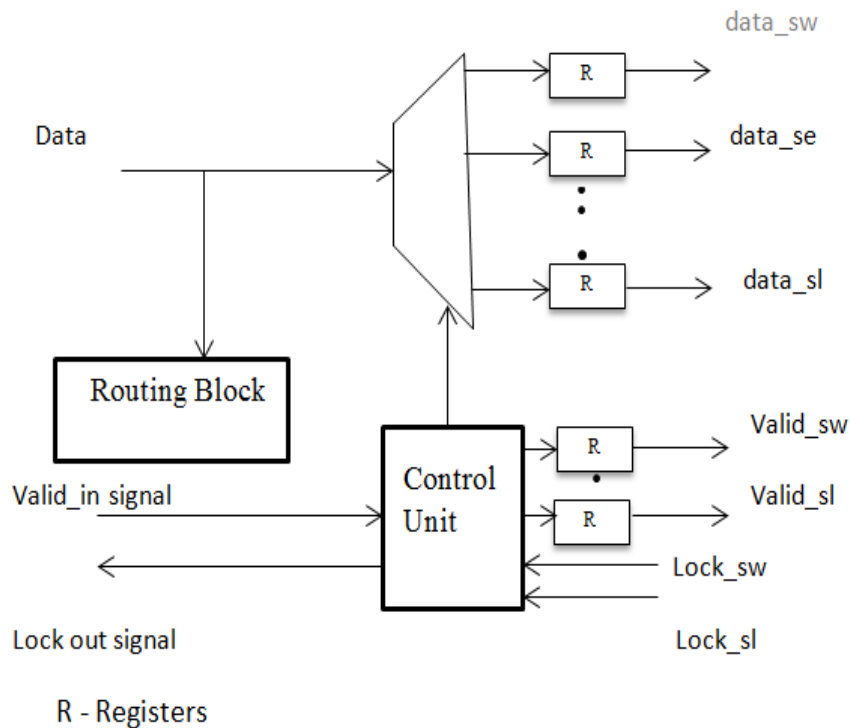 data_sw
R
Data
data_se
R
data_sl
R
Routing Block
Valid_sw
R
Control
Unit
Valid_in signal
Valid_sl
R
Lock_sw
Lock out signal
Lock_sl
R - Registers